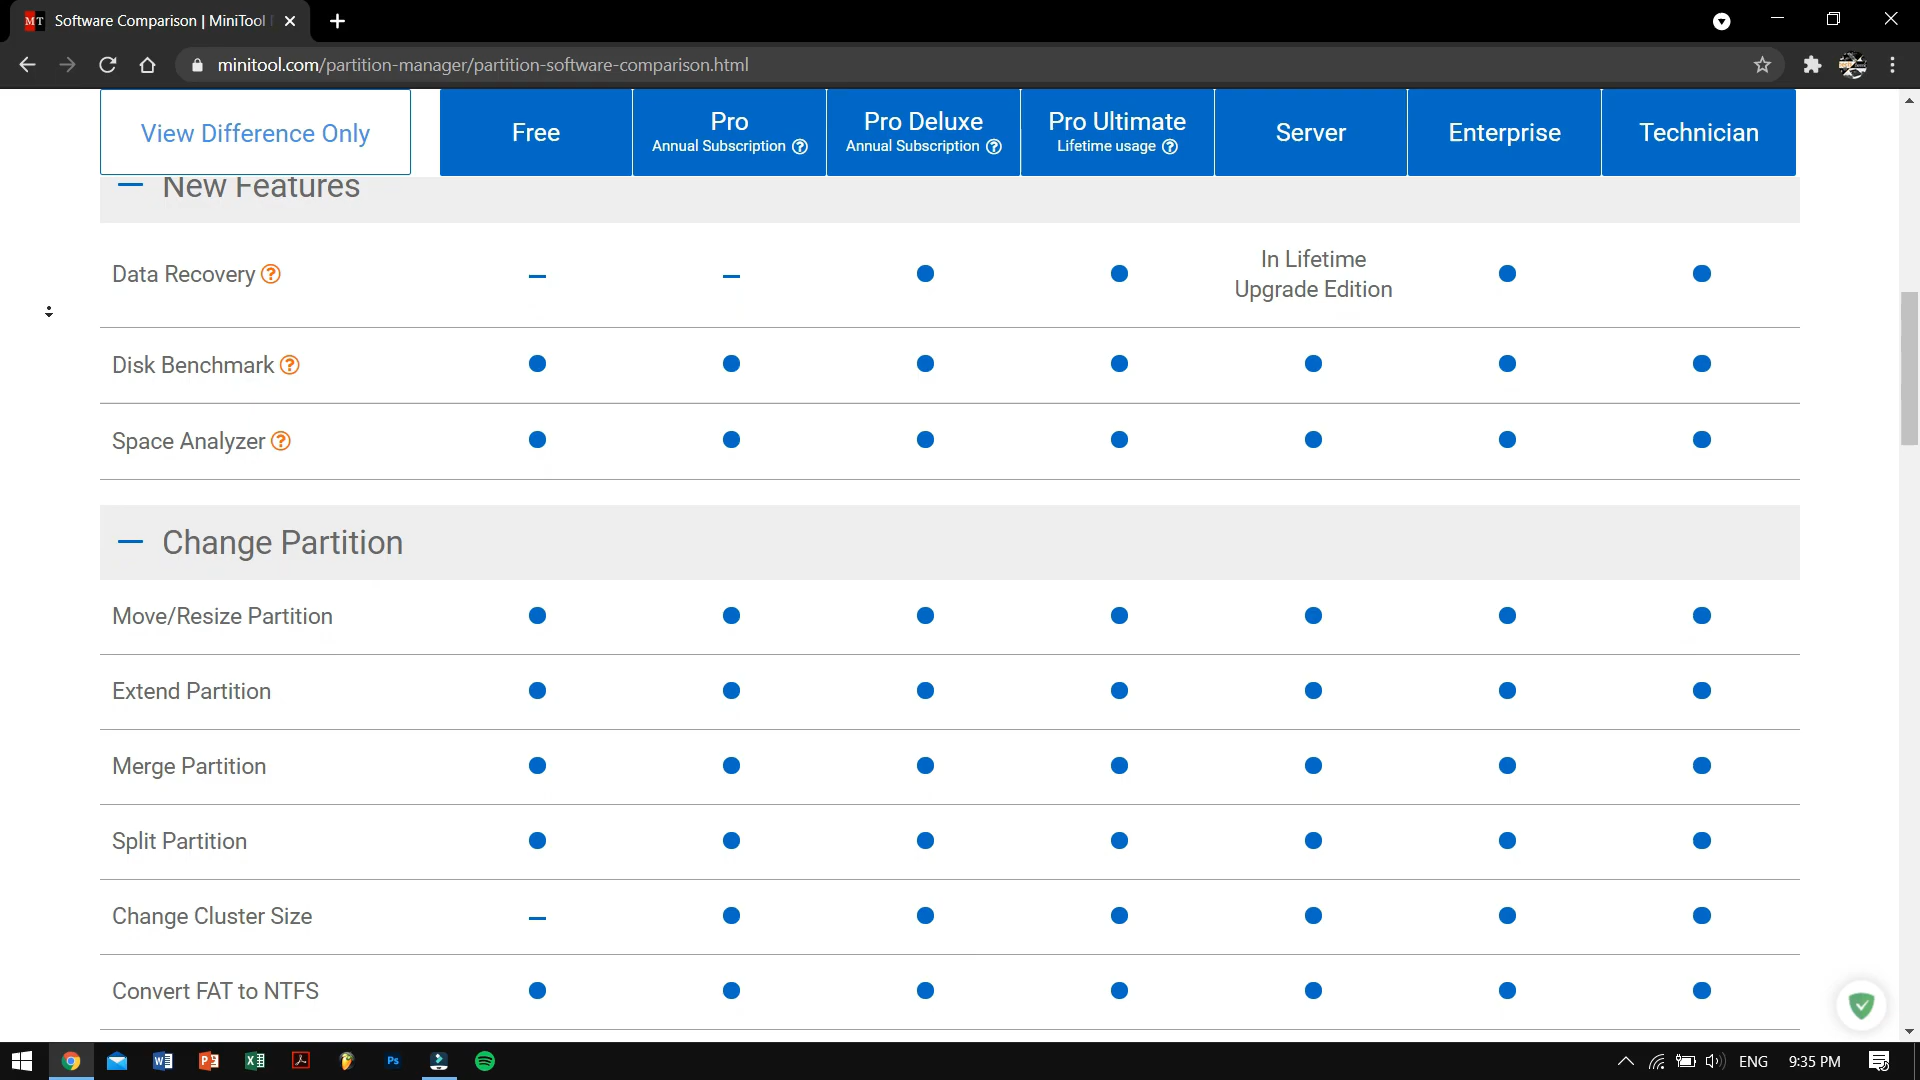 MT Software Comparison | MiniTool
minitool.com/partition-manager/partition-software-comparison.html
View Difference Only
Free
Pro
Annual Subscription ?
Pro Deluxe
Annual Subscription ?
Pro Ultimate
Lifetime usage ?
Server
Enterprise
Technician
New Features
Data Recovery ?
In Lifetime
Upgrade Edition
Disk Benchmark ?
Space Analyzer ?
Change Partition
Move/Resize Partition
Extend Partition
Merge Partition
Split Partition
Change Cluster Size
Convert FAT to NTFS
Ps
ENG
9:35 PM